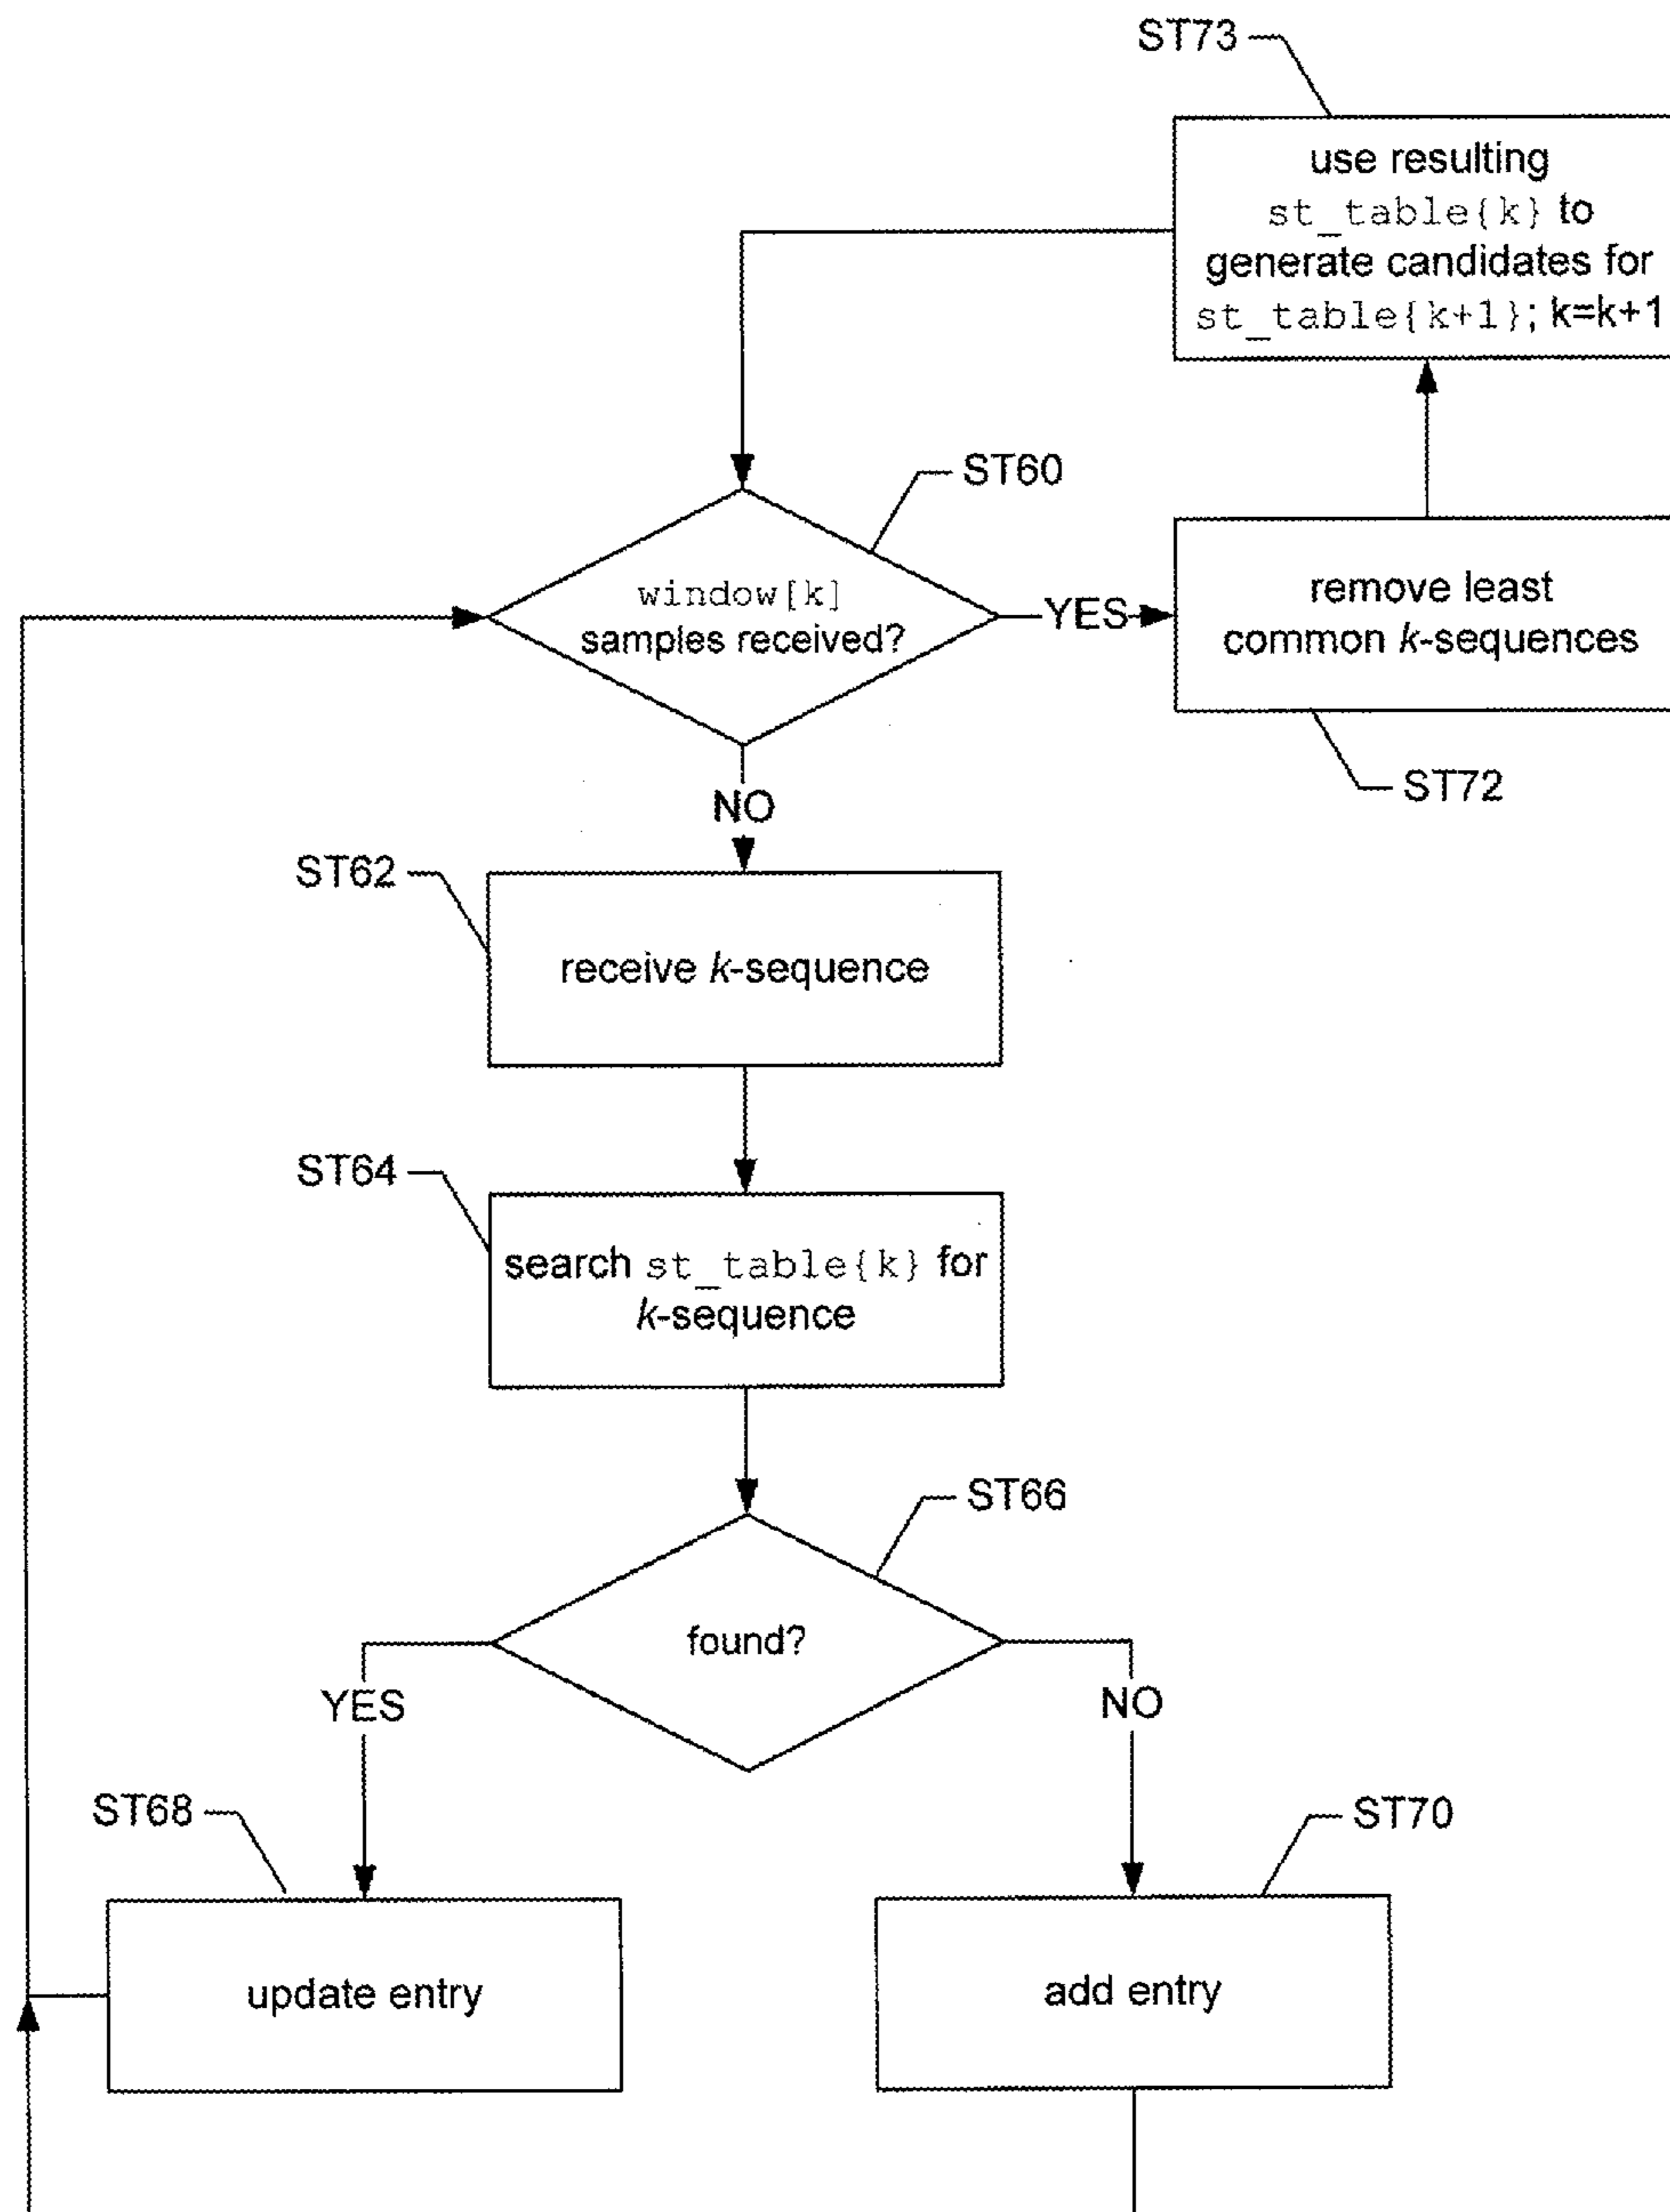 ST73
use resulting
st_table{k} to
generate candidates for
st_table{k+1}; k=k+1
ST60
window[k]
samples received?
YES
remove least
common k-sequences
ST72
NO
ST62
receive k-sequence
ST64
search st_table{k} for
k-sequence
ST66
found?
YES
NO
ST68
ST70
update entry
add entry